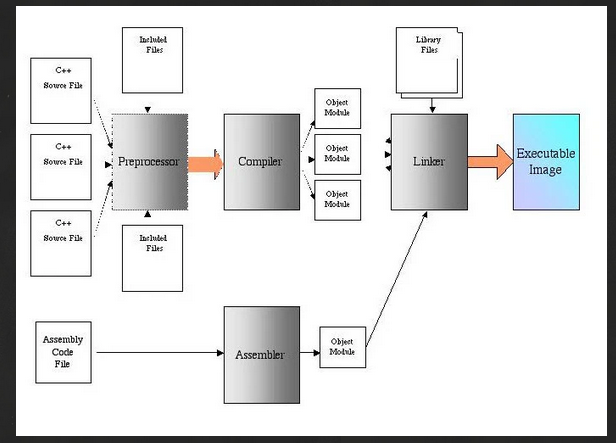 Included
Files
Library
Files
C++
Source File
C++
Source File
C++
Source File
Preprocessor
Compiler
Object
Module
Object
Module
Object
Module
Linker
Executable
Image
Included
Files
Assembly
Code
File
Assembler
Object
Module